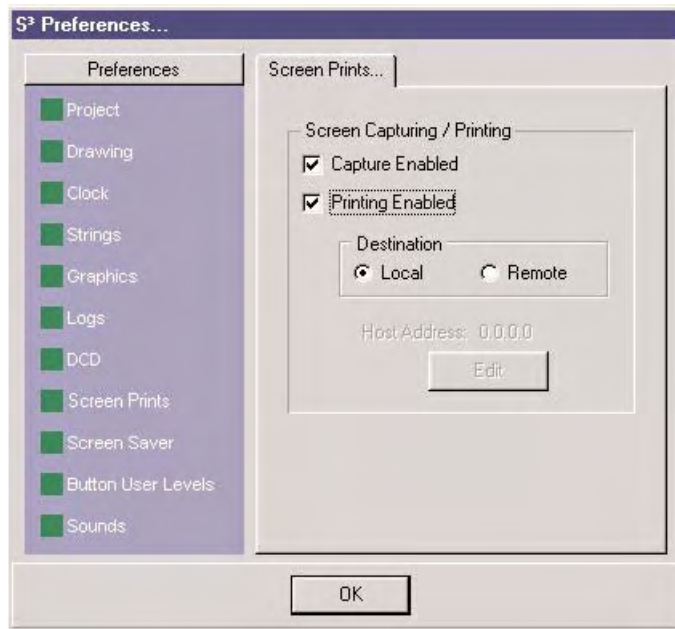 S³ Preferences...
Preferences
Project
Drawing
Clock
Strings
Graphics
Logs
DCD
Screen Prints
Screen Saver
Button User Levels
Sounds
Screen Prints...
Screen Capturing / Printing
Capture Enabled
Printing Enabled
Destination
Local Remote
Host Address: 0.0.0.0
Edit
OK